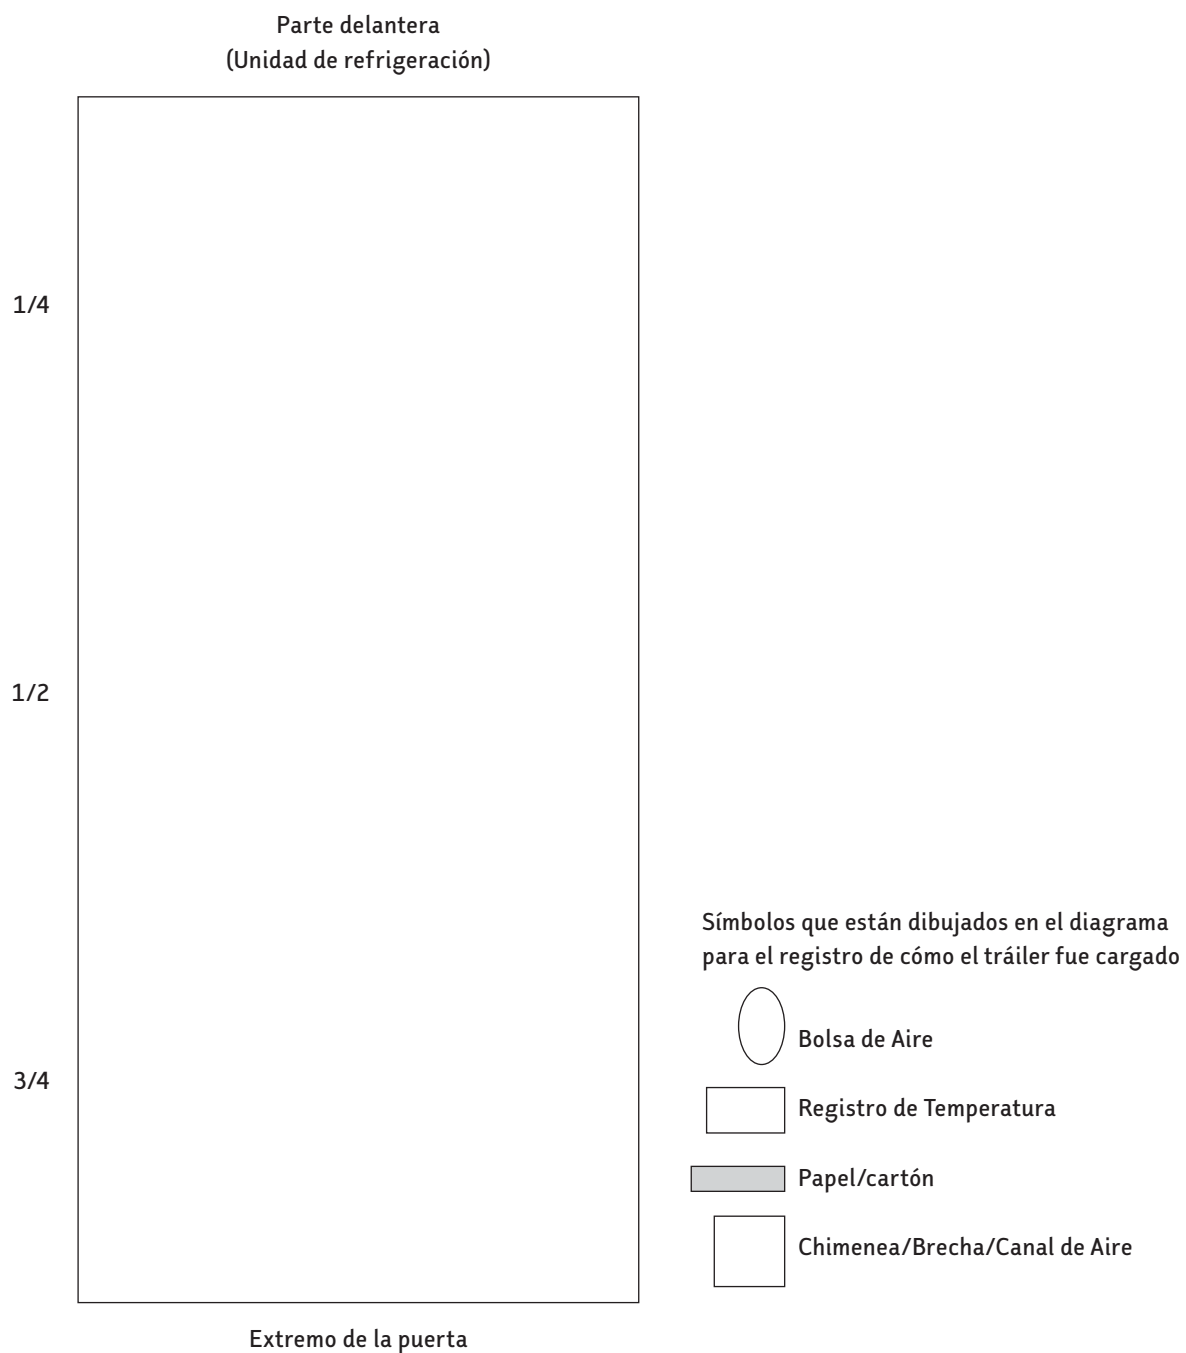 Parte delantera
(Unidad de refrigeración)
1/4
1/2
3/4
Símbolos que están dibujados en el diagrama
para el registro de cómo el tráiler fue cargado
Bolsa de Aire
Registro de Temperatura
Papel/cartón
Chimenea/Brecha/Canal de Aire
Extremo de la puerta